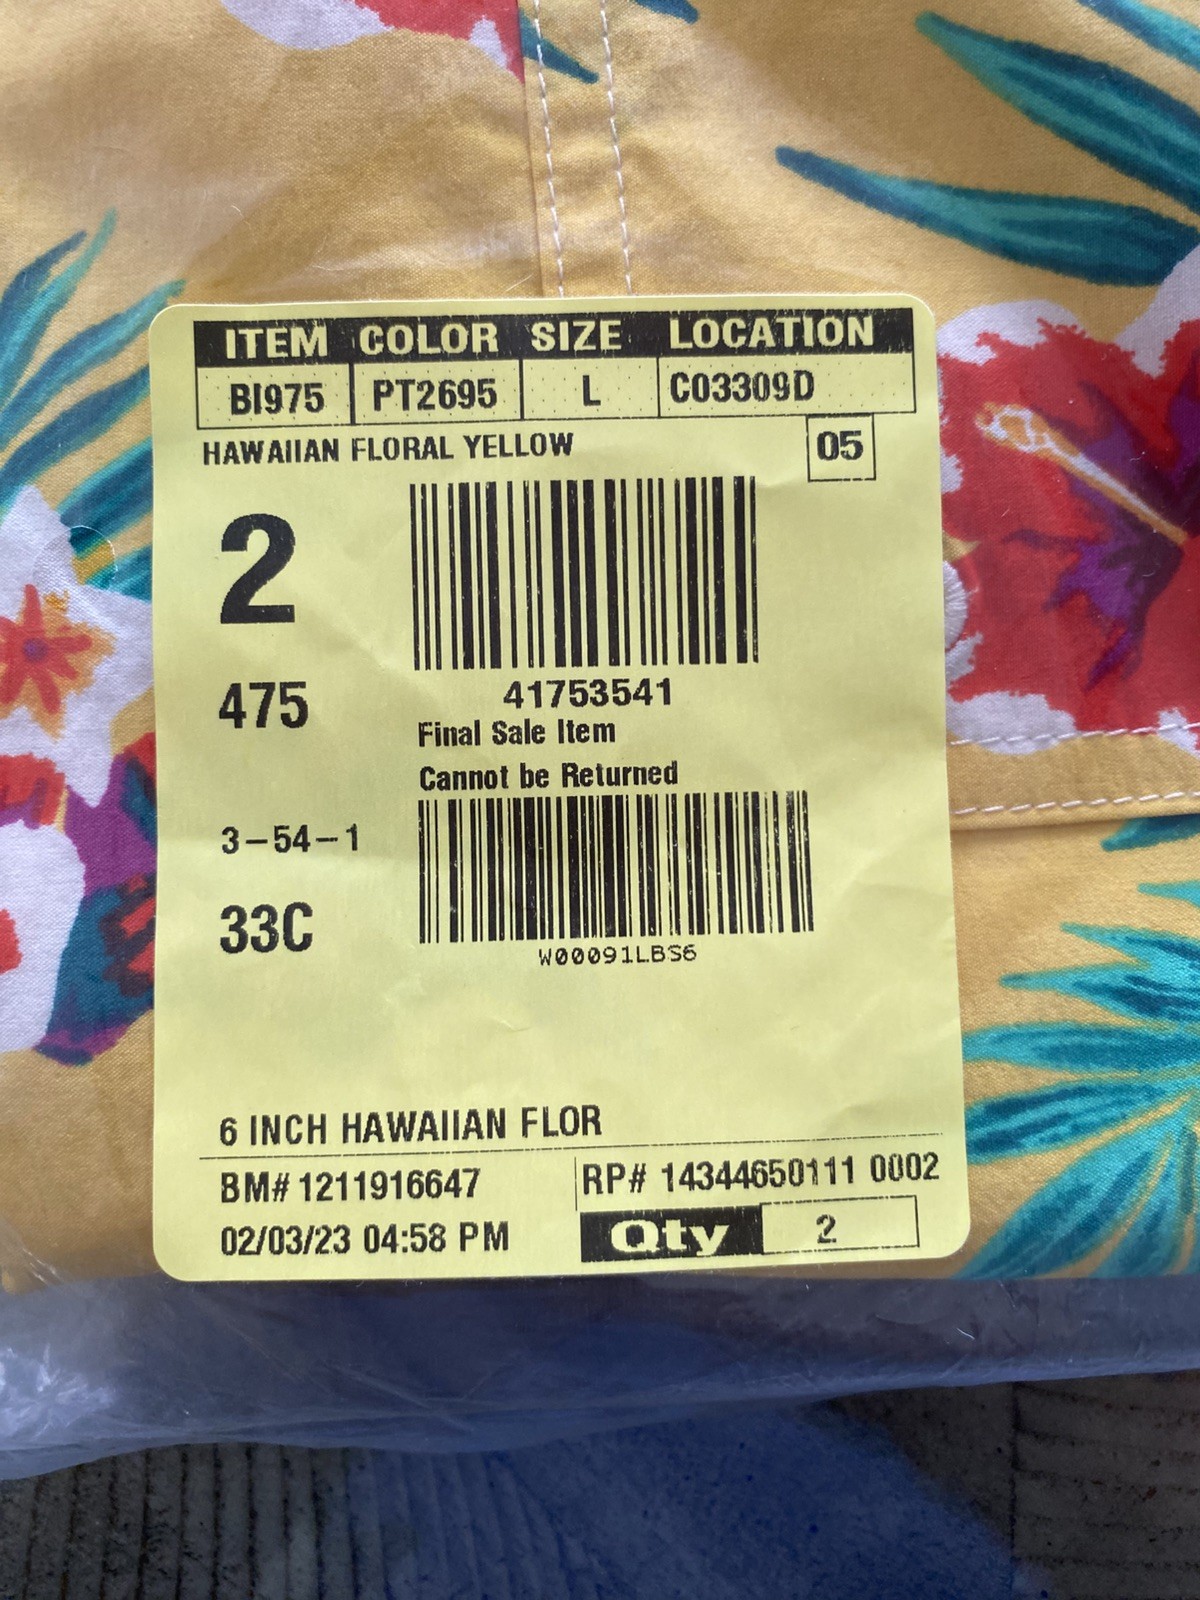 ITEM COLOR SIZE LOCATION
BI975 PT2695 L C03309D
HAWAIIAN FLORAL YELLOW 05
2
475
41753541
Final Sale Item
Cannot be Returned
3-54-1
33C
W00091LBS6
6 INCH HAWAIIAN FLOR
BM# 1211916647 RP# 14344650111 0002
02/03/23 04:58 PM Qty 2